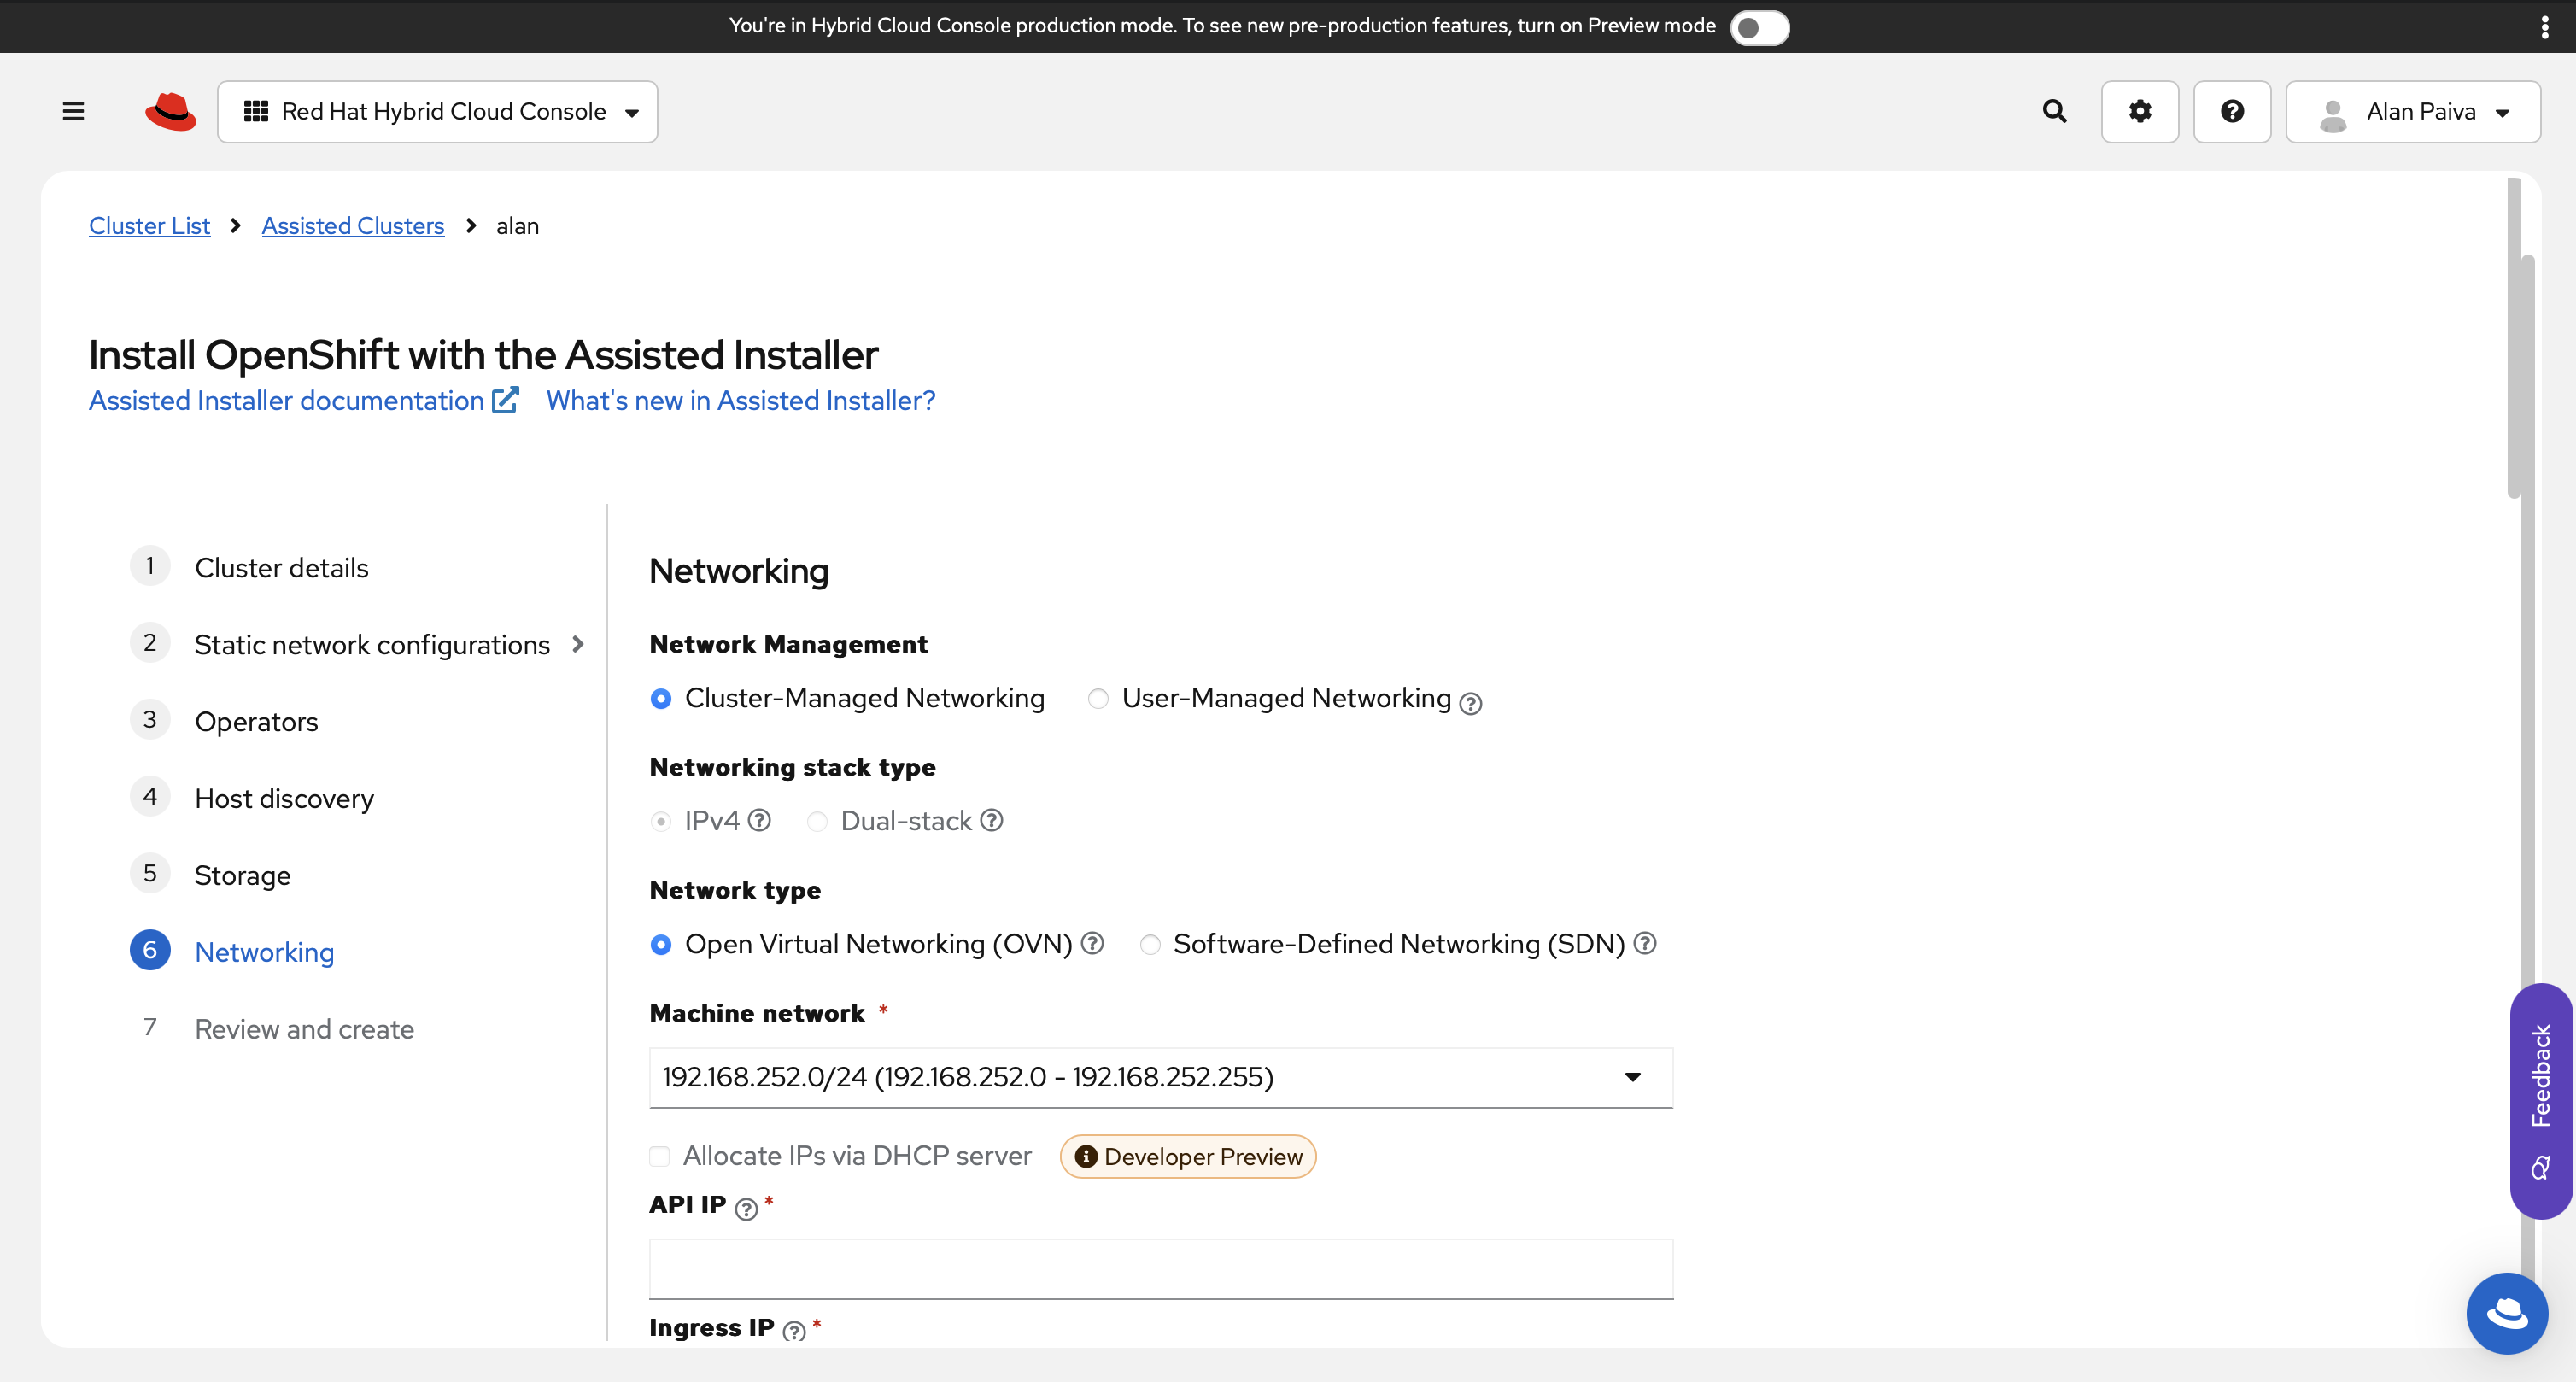 You're in Hybrid Cloud Console production mode. To see new pre-production features, turn on Preview mode
Red Hat Hybrid Cloud Console
Alan Paiva
Cluster List > Assisted Clusters > alan
Install OpenShift with the Assisted Installer
Assisted Installer documentation What's new in Assisted Installer?
1 Cluster details
2 Static network configurations
3 Operators
4 Host discovery
5 Storage
6 Networking
7 Review and create
Networking
Network Management
Cluster-Managed Networking User-Managed Networking
Networking stack type
IPv4 Dual-stack
Network type
Open Virtual Networking (OVN) Software-Defined Networking (SDN)
Machine network *
192.168.252.0/24 (192.168.252.0 - 192.168.252.255)
Allocate IPs via DHCP server Developer Preview
API IP *
Ingress IP *
Feedback